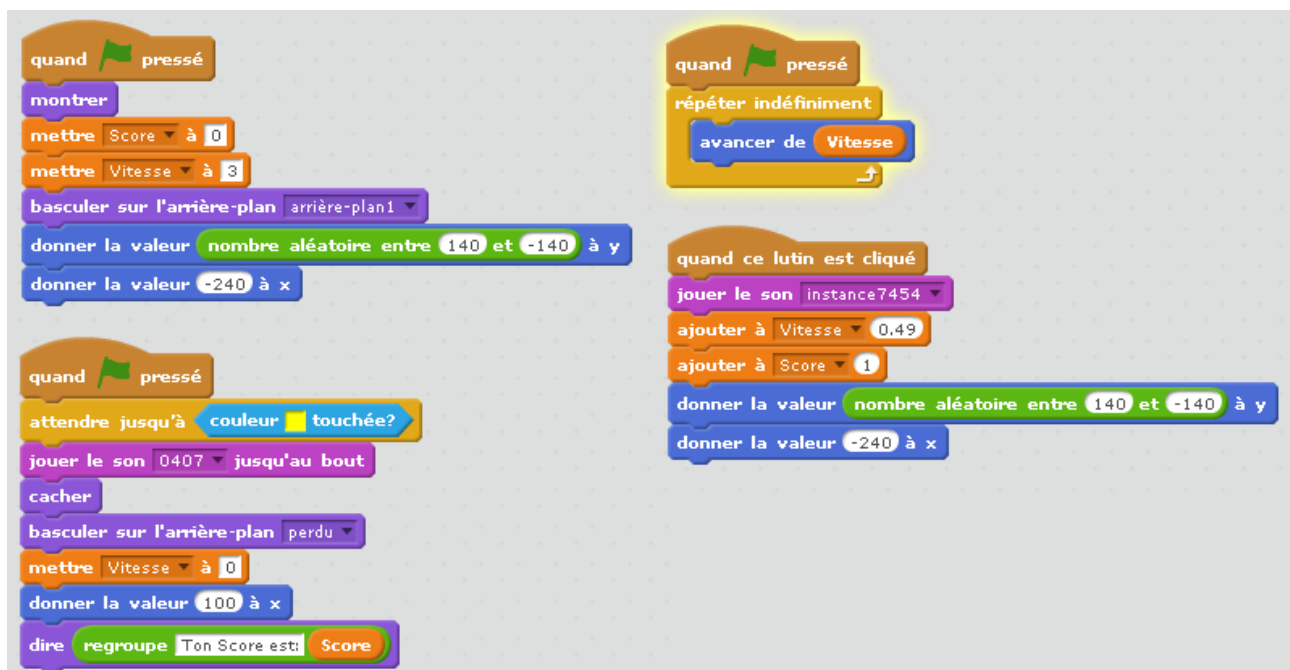 quand pressé
montrer
mettre Score à 0
mettre Vitesse à 3
basculer sur l'arrière-plan arrière-plan1
donner la valeur nombre aléatoire entre 140 et -140 à y
donner la valeur -240 à x
quand pressé
attendre jusqu'à couleur touchée?
jouer le son 0407 jusqu'au bout
cacher
basculer sur l'arrière-plan perdu
mettre Vitesse à 0
donner la valeur 100 à x
dire regroupe Ton Score est: Score
quand pressé
répéter indéfiniment
avancer de Vitesse
quand ce lutin est cliqué
jouer le son instance7454
ajouter à Vitesse 0.49
ajouter à Score 1
donner la valeur nombre aléatoire entre 140 et -140 à y
donner la valeur -240 à x